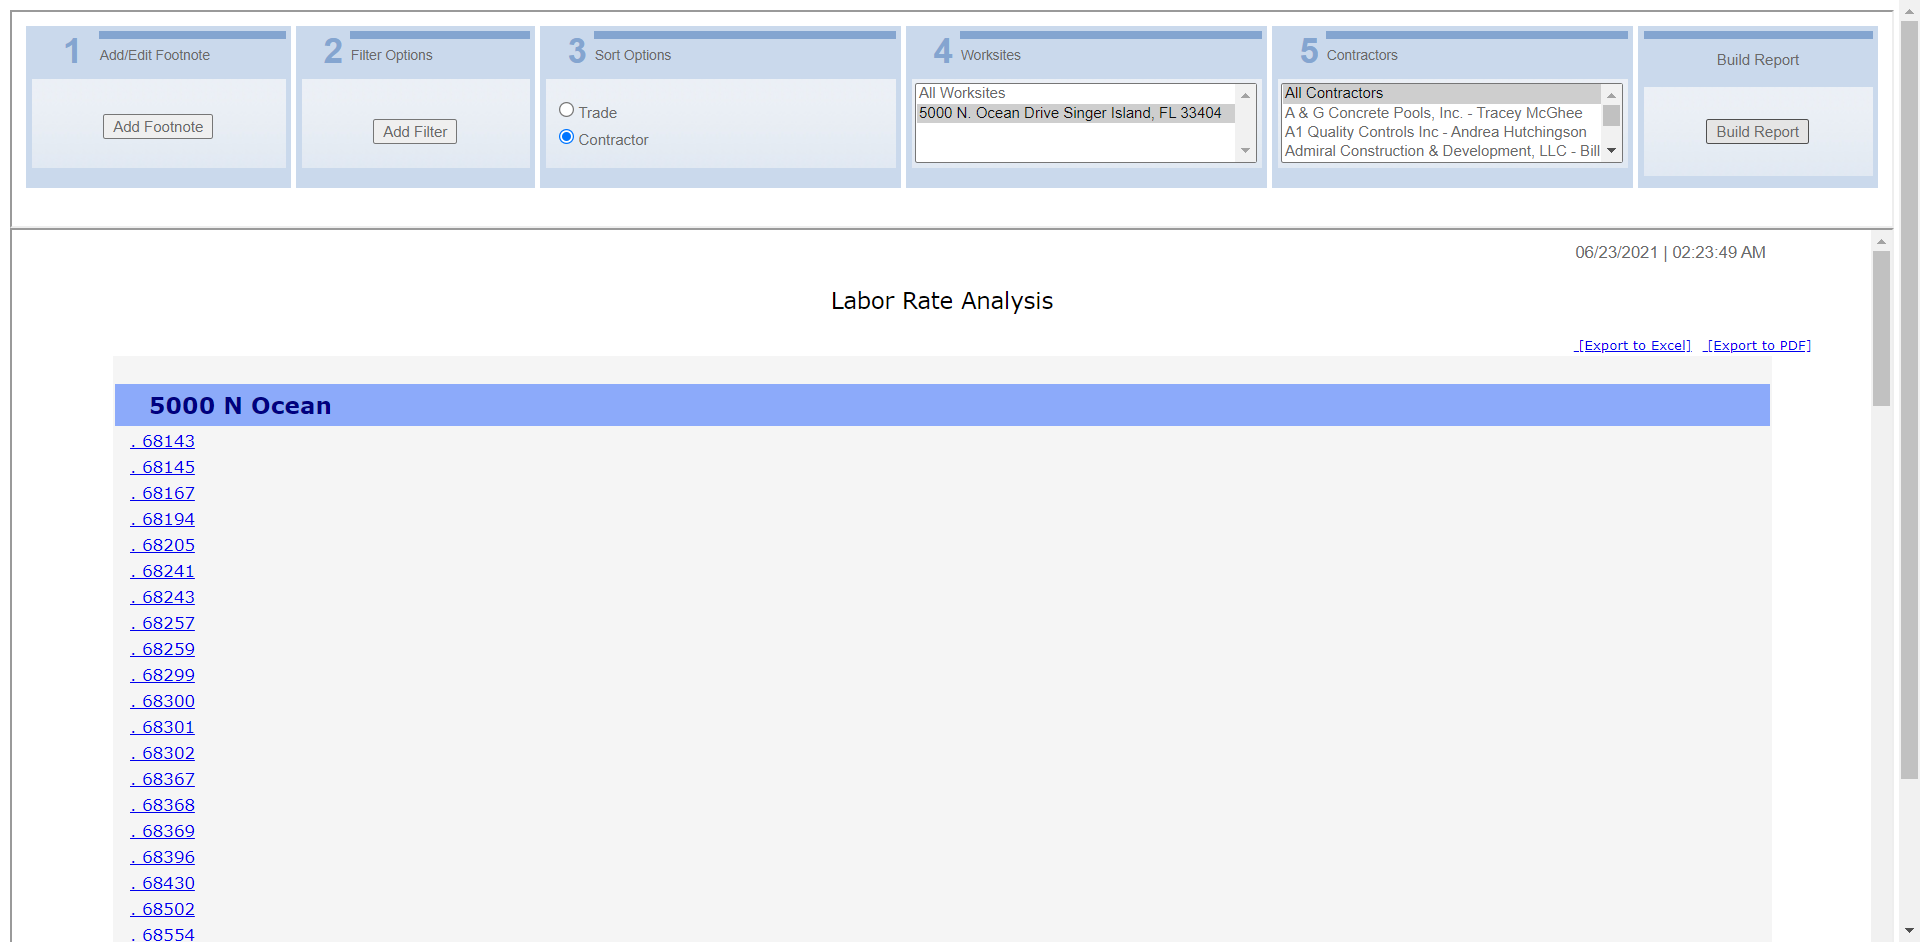 1 Add/Edit Footnote
Add Footnote
2 Filter Options
Add Filter
3 Sort Options
Trade
Contractor
4 Worksites
All Worksites
5000 N. Ocean Drive Singer Island, FL 33404
5 Contractors
All Contractors
A & G Concrete Pools, Inc. - Tracey McGhee
A1 Quality Controls Inc - Andrea Hutchingson
Admiral Construction & Development, LLC - Bill
Build Report
Build Report
06/23/2021 | 02:23:49 AM
Labor Rate Analysis
[Export to Excel] [Export to PDF]
5000 N Ocean
. 68143
. 68145
. 68167
. 68194
. 68205
. 68241
. 68243
. 68257
. 68259
. 68299
. 68300
. 68301
. 68302
. 68367
. 68368
. 68369
. 68396
. 68430
. 68502
. 68554